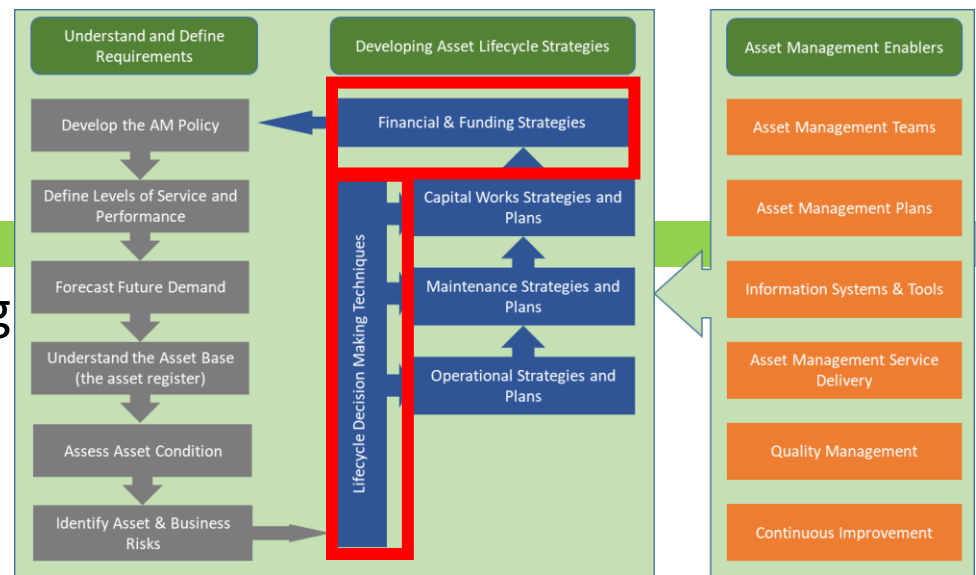 Understand and Define
Requirements
Develop the AM Policy
Define Levels of Service and
Performance
Forecast Future Demand
Understand the Asset Base
(the asset register)
Assess Asset Condition
Identify Asset & Business
Risks
Developing Asset Lifecycle Strategies
Financial & Funding Strategies
Lifecycle Decision Making Techniques
Capital Works Strategies and
Plans
Maintenance Strategies and
Plans
Operational Strategies and
Plans
Asset Management Enablers
Asset Management Teams
Asset Management Plans
Information Systems & Tools
Asset Management Service
Delivery
Quality Management
Continuous Improvement